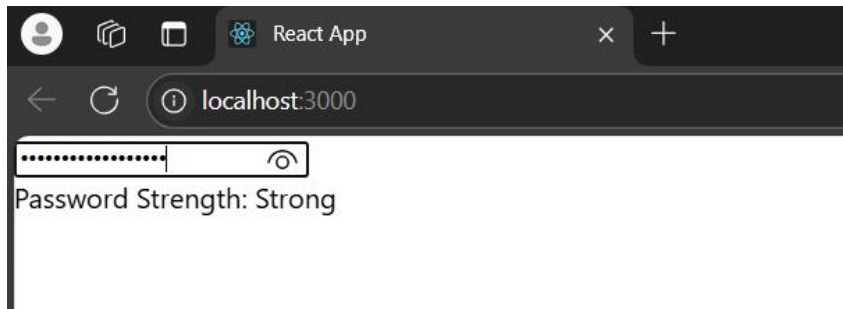 React App
localhost:3000
••••••••••••••••••
Password Strength: Strong